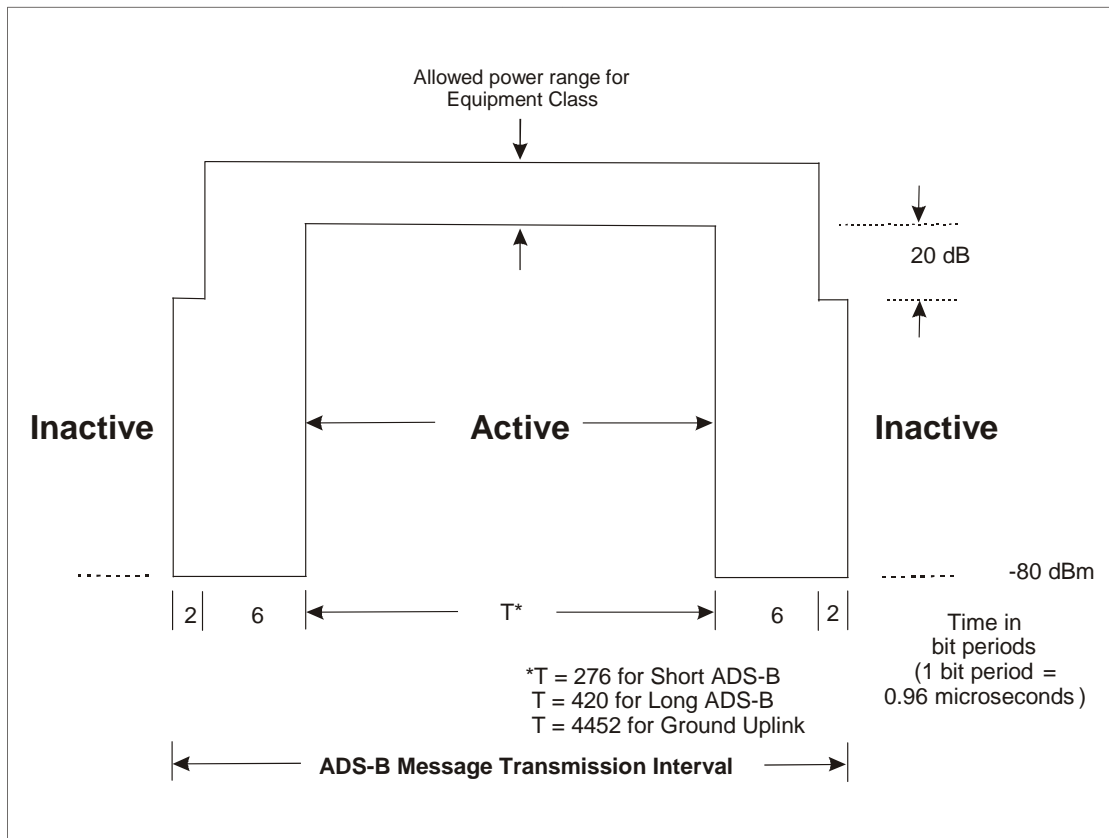 Allowed power range for
Equipment Class
20 dB
Inactive
Active
Inactive
-80 dBm
2
6
T*
6
2
Time in
bit periods
(1 bit period =
0.96 microseconds )
*T = 276 for Short ADS-B
T = 420 for Long ADS-B
T = 4452 for Ground Uplink
ADS-B Message Transmission Interval